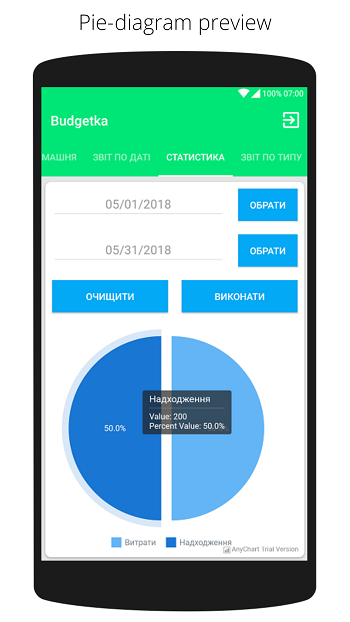 Pie-diagram preview
100% 07:00
Budgetka
МАШНЯ ЗВІТ ПО ДАТІ СТАТИСТИКА ЗВІТ ПО ТИПУ
05/01/2018 ОБРАТИ
05/31/2018 ОБРАТИ
ОЧИЩИТИ ВИКОНАТИ
Надходження
Value: 200
50.0% Percent Value: 50.0%
Витрати Надходження
AnyChart Trial Version